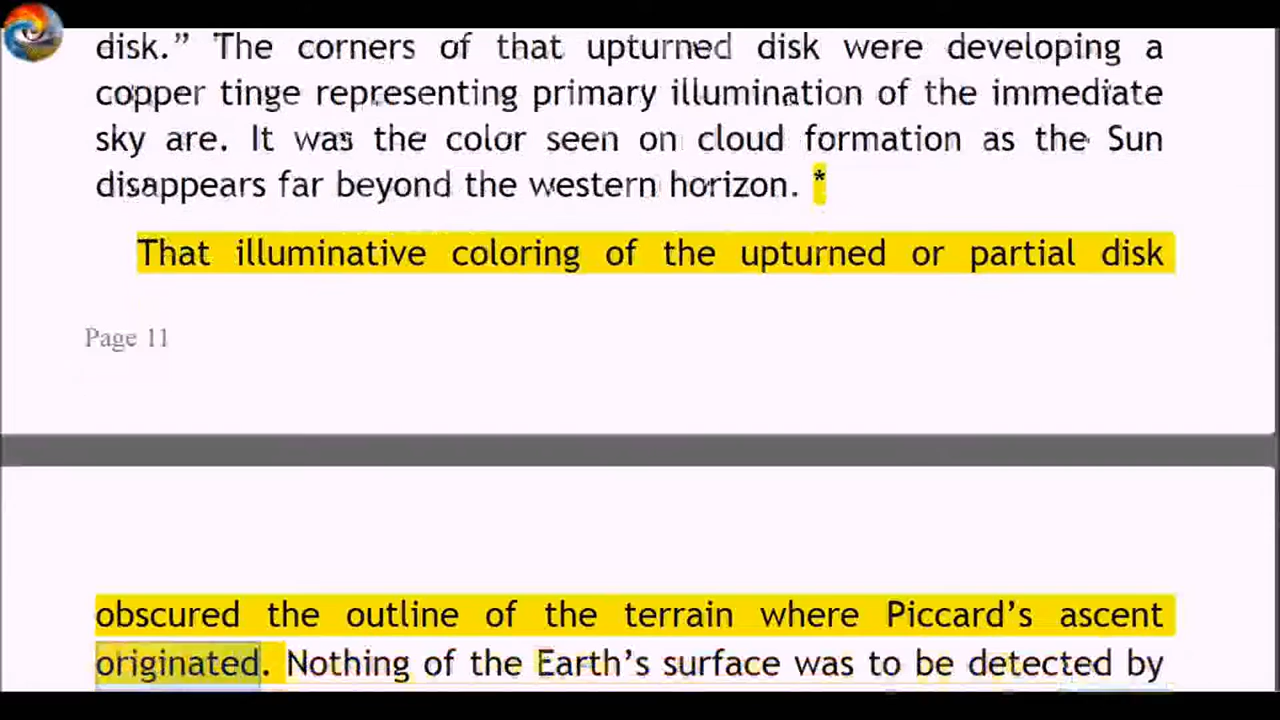 disk.” The corners of that upturned disk were developing a
copper tinge representing primary illumination of the immediate
sky are. It was the color seen on cloud formation as the Sun
disappears far beyond the western horizon. *
That illuminative coloring of the upturned or partial disk
Page 11
obscured the outline of the terrain where Piccard’s ascent
originated. Nothing of the Earth’s surface was to be detected by